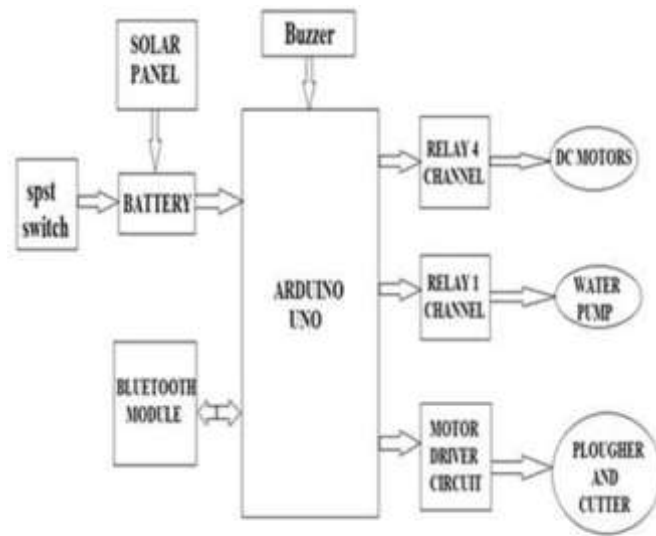 SOLAR
PANEL
Buzzer
spst
switch
BATTERY
RELAY 4
CHANNEL
DC MOTORS
ARDUINO
UNO
RELAY 1
CHANNEL
WATER
PUMP
BLUETOOTH
MODULE
MOTOR
DRIVER
CIRCUIT
PLOUGHER
AND
CUTTER